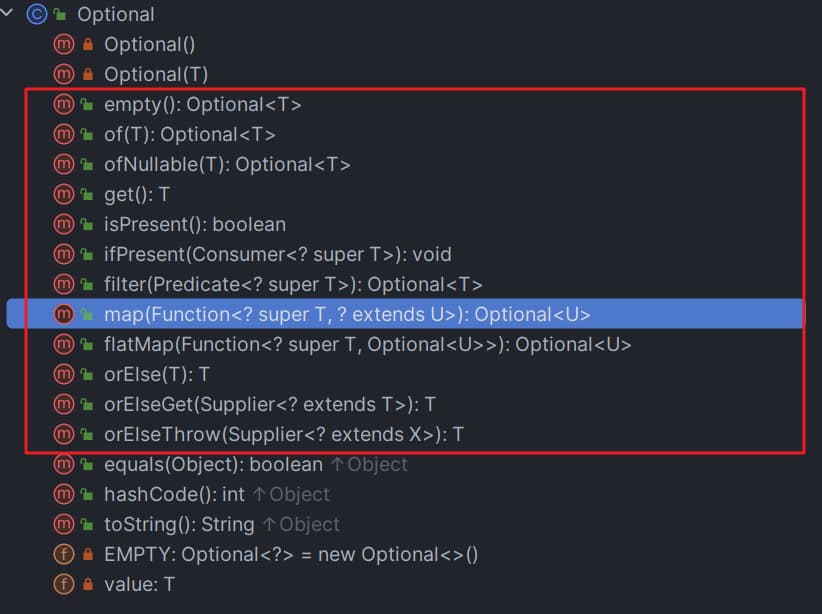 C Optional
m Optional()
m Optional(T)
m empty(): Optional<T>
m of(T): Optional<T>
m ofNullable(T): Optional<T>
m get(): T
m isPresent(): boolean
m ifPresent(Consumer<? super T>): void
m filter(Predicate<? super T>): Optional<T>
m map(Function<? super T, ? extends U>): Optional<U>
m flatMap(Function<? super T, Optional<U>>): Optional<U>
m orElse(T): T
m orElseGet(Supplier<? extends T>): T
m orElseThrow(Supplier<? extends X>): T
m equals(Object): boolean ↑Object
m hashCode(): int ↑Object
m toString(): String ↑Object
f EMPTY: Optional<?> = new Optional<>()
f value: T